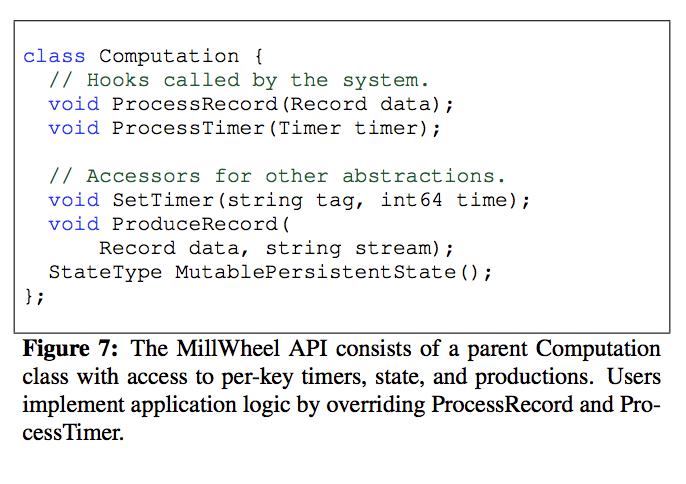 class Computation {
// Hooks called by the system.
void ProcessRecord(Record data);
void ProcessTimer(Timer timer);
// Accessors for other abstractions.
void SetTimer(string tag, int64 time);
void ProduceRecord(
Record data, string stream);
StateType MutablePersistentState();
};
Figure 7: The MillWheel API consists of a parent Computation
class with access to per-key timers, state, and productions. Users
implement application logic by overriding ProcessRecord and Pro-
cessTimer.